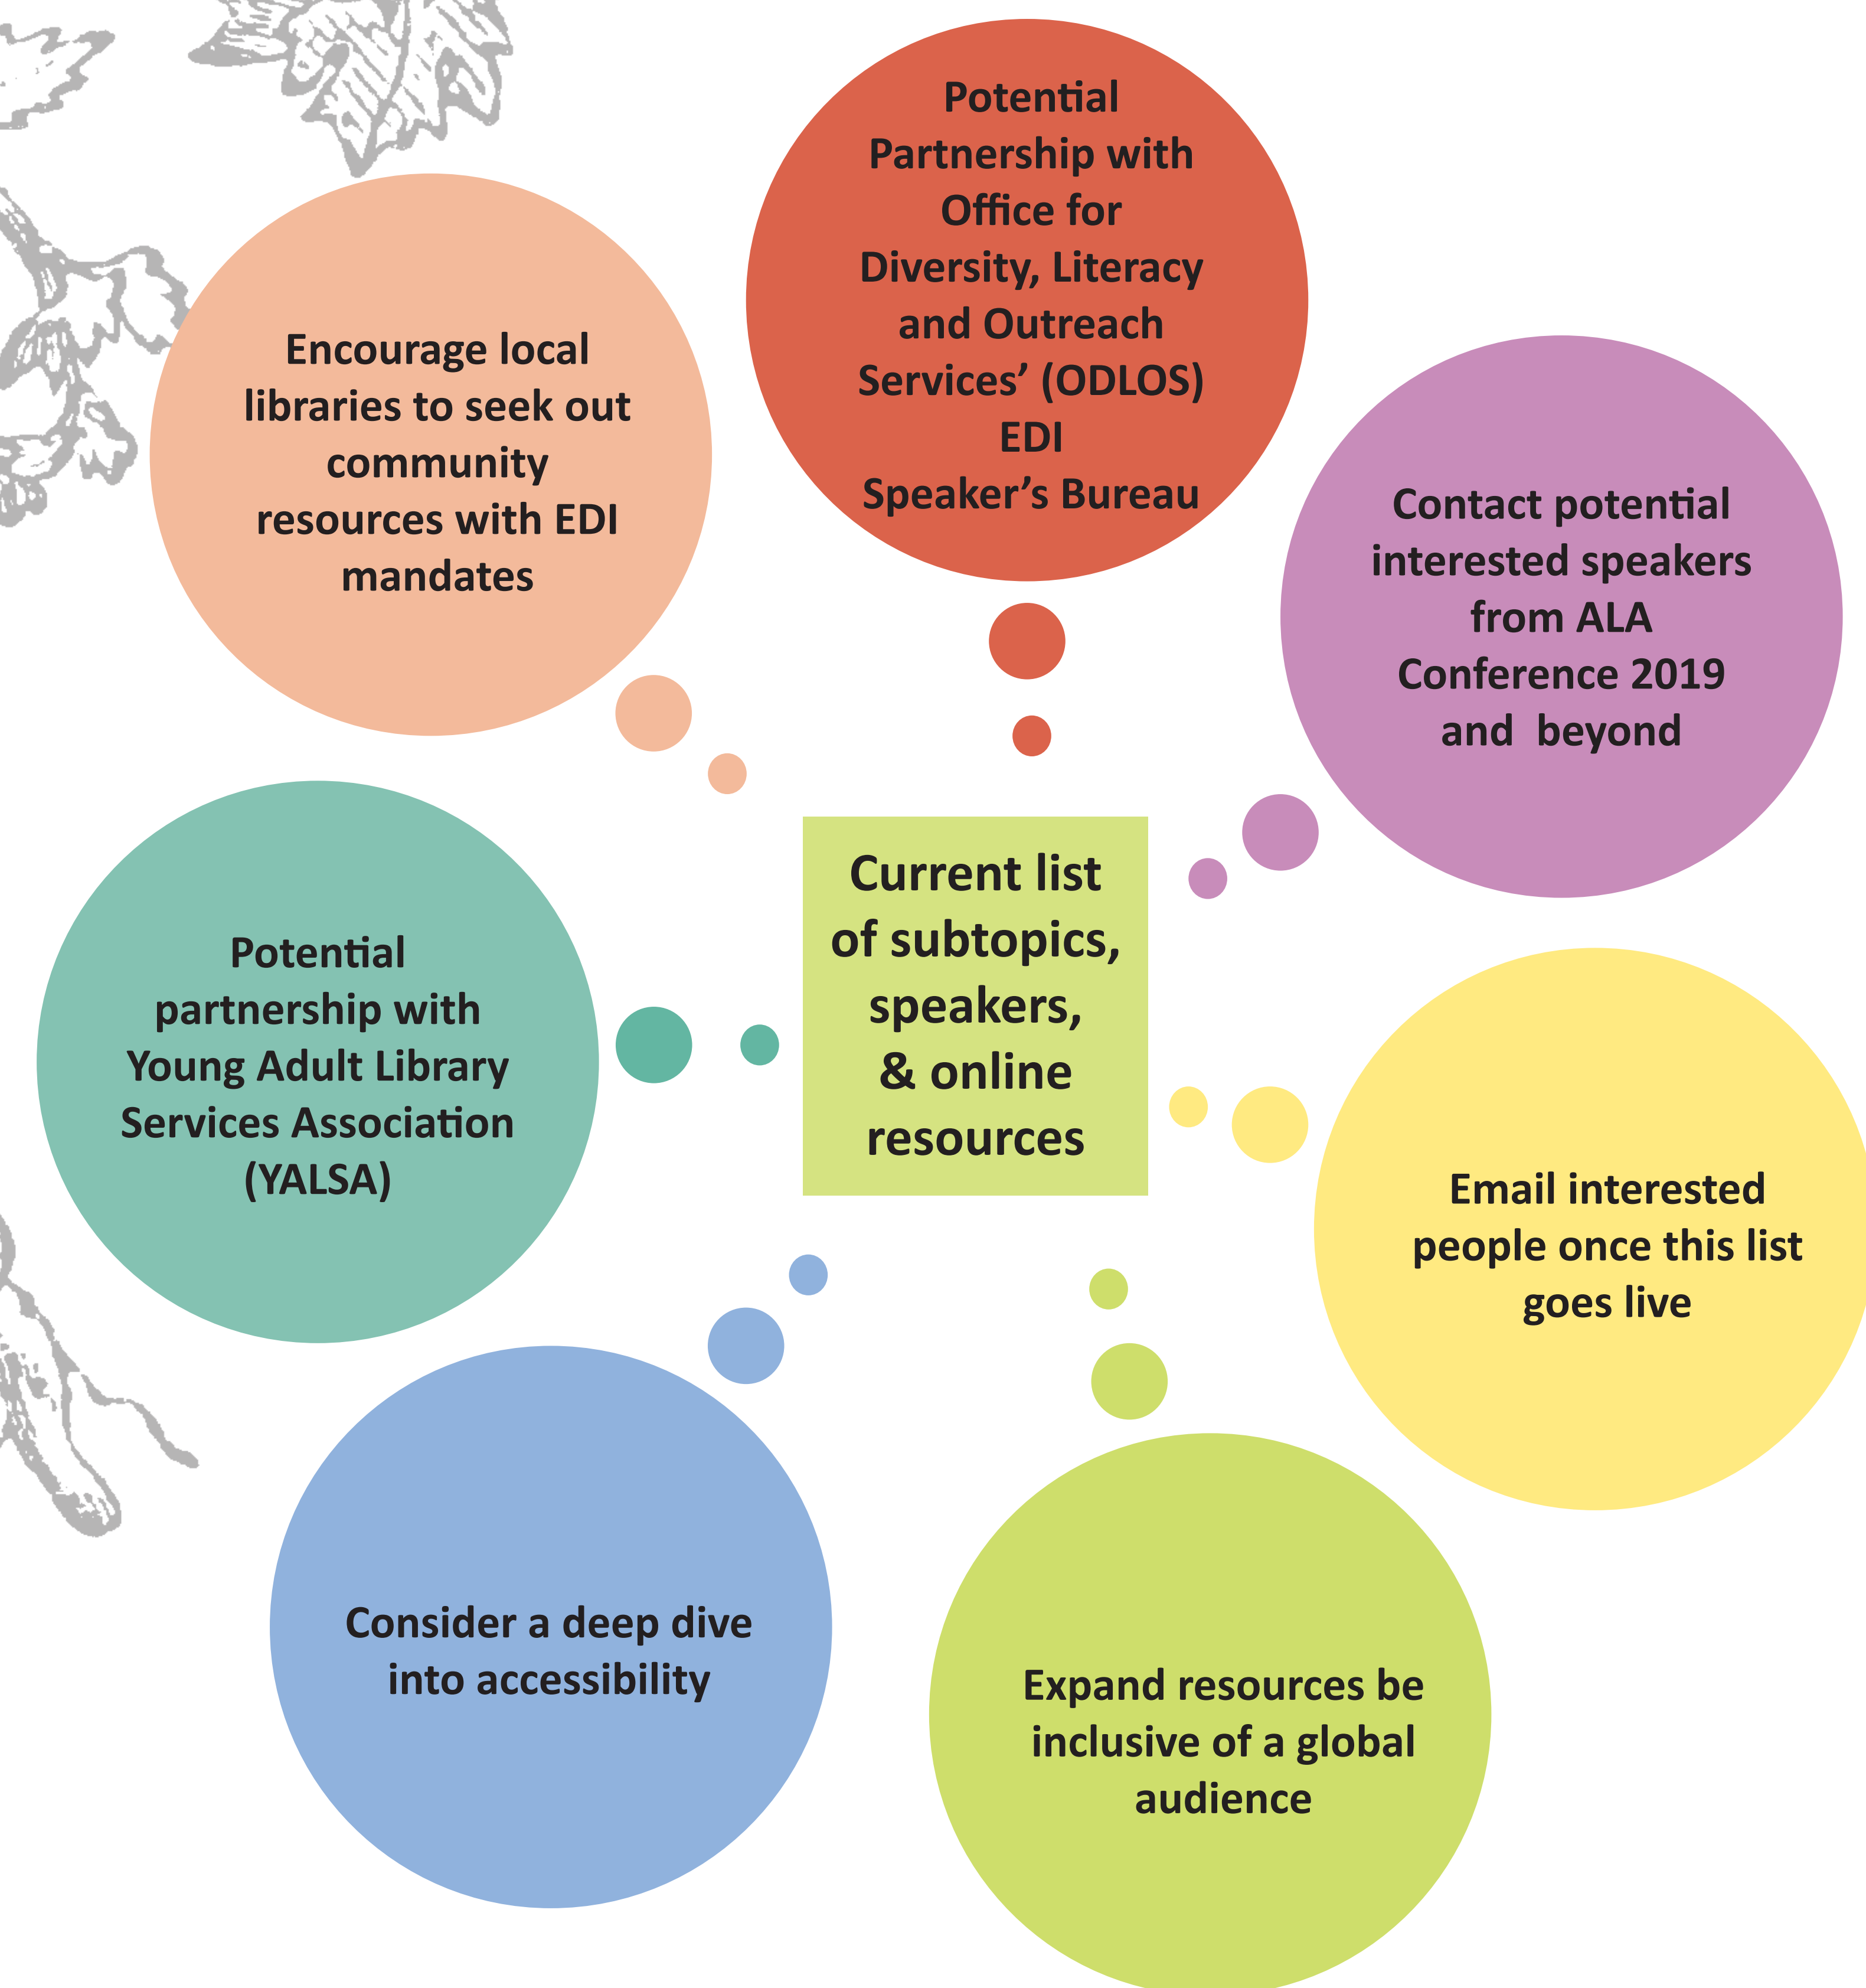 Potential
Partnership with
Office for
Diversity, Literacy
and Outreach
Services’ (ODLOS)
EDI
Speaker’s Bureau
Encourage local
libraries to seek out
community
resources with EDI
mandates
Contact potential
interested speakers
from ALA
Conference 2019
and  beyond
Current list
of subtopics,
speakers,
& online
resources
Potential
partnership with
Young Adult Library
Services Association
(YALSA)
Email interested
people once this list
goes live
Consider a deep dive
into accessibility
Expand resources be
inclusive of a global
audience